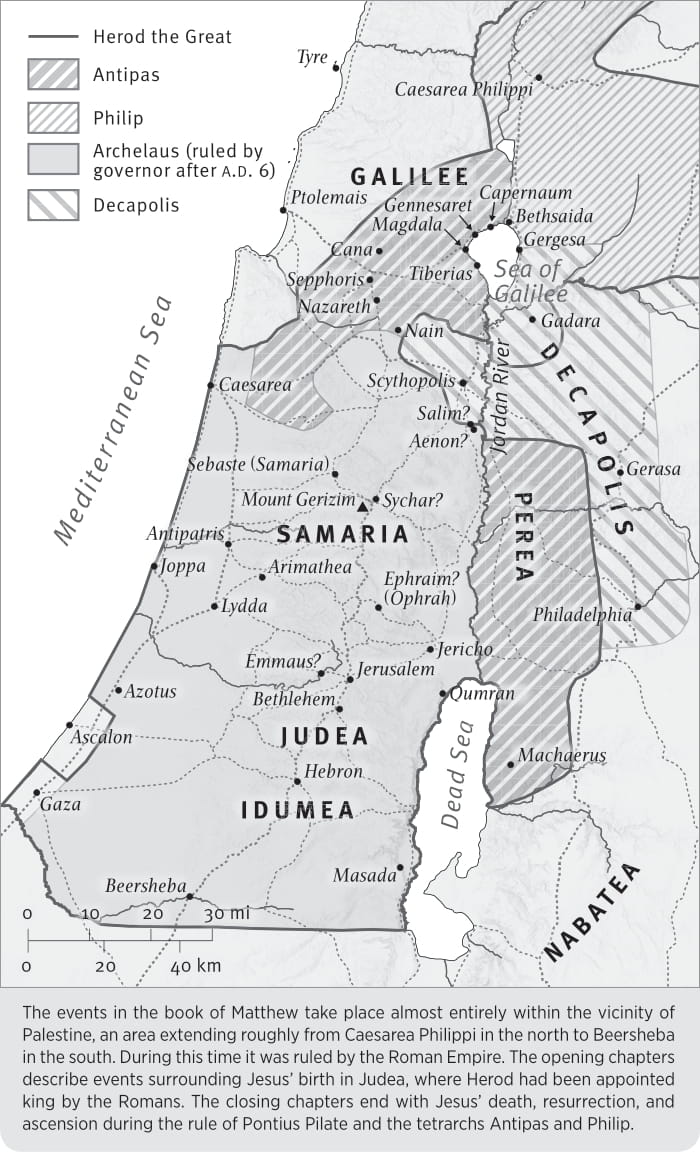 Herod the Great
Antipas
Philip
Archelaus (ruled by
governor after A.D. 6)
Decapolis
Tyre
Caesarea Philippi
GALILEE
Ptolemais
Capernaum
Gennesaret
Bethsaida
Magdala
Gergesa
Cana
Tiberias
Sea of
Galilee
Sepphoris
Nazareth
Gadara
Nain
Mediterranean Sea
Caesarea
Scythopolis
Jordan River
DECAPOLIS
Salim?
Aenon?
Sebaste (Samaria)
Gerasa
Mount Gerizim
Sychar?
PEREA
SAMARIA
Antipatris
Joppa
Arimathea
Ephraim?
(Ophrah)
Lydda
Philadelphia
Jericho
Emmaus?
Jerusalem
Azotus
Bethlehem
Qumran
Ascalon
JUDEA
Dead Sea
Machaerus
Hebron
Gaza
IDUMEA
Masada
Beersheba
NABATEA
0 10 20 30 mi
0 20 40 km
The events in the book of Matthew take place almost entirely within the vicinity of
Palestine, an area extending roughly from Caesarea Philippi in the north to Beersheba
in the south. During this time it was ruled by the Roman Empire. The opening chapters
describe events surrounding Jesus’ birth in Judea, where Herod had been appointed
king by the Romans. The closing chapters end with Jesus’ death, resurrection, and
ascension during the rule of Pontius Pilate and the tetrarchs Antipas and Philip.